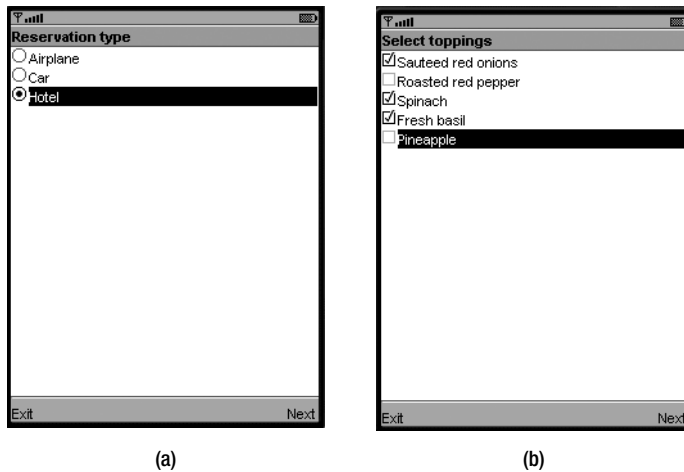 Reservation type
Airplane
Car
Hotel
Exit Next
(a)
Select toppings
Sauteed red onions
Roasted red pepper
Spinach
Fresh basil
Pineapple
Exit Next
(b)